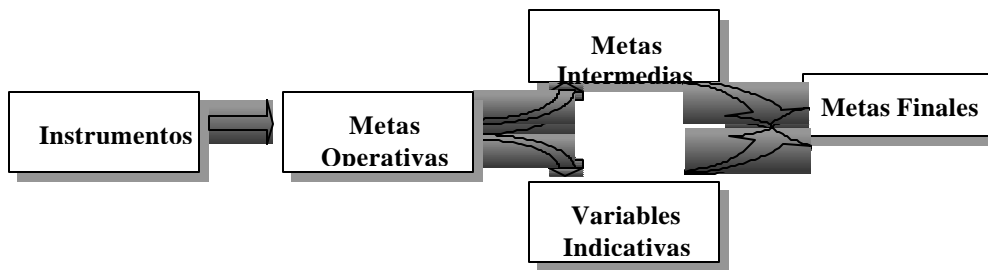 Instrumentos
Metas
Operativas
Metas
Intermedias
Variables
Indicativas
Metas Finales